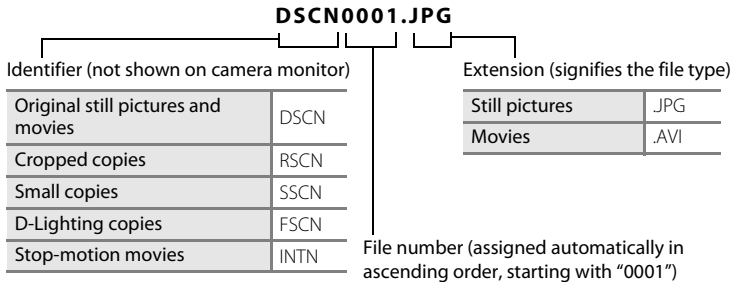 DSCN0001.JPG
Identifier (not shown on camera monitor)
Original still pictures and
movies
DSCN
Cropped copies
RSCN
Small copies
SSCN
D-Lighting copies
FSCN
Stop-motion movies
INTN
Extension (signifies the file type)
Still pictures
.JPG
Movies
.AVI
File number (assigned automatically in
ascending order, starting with “0001”)